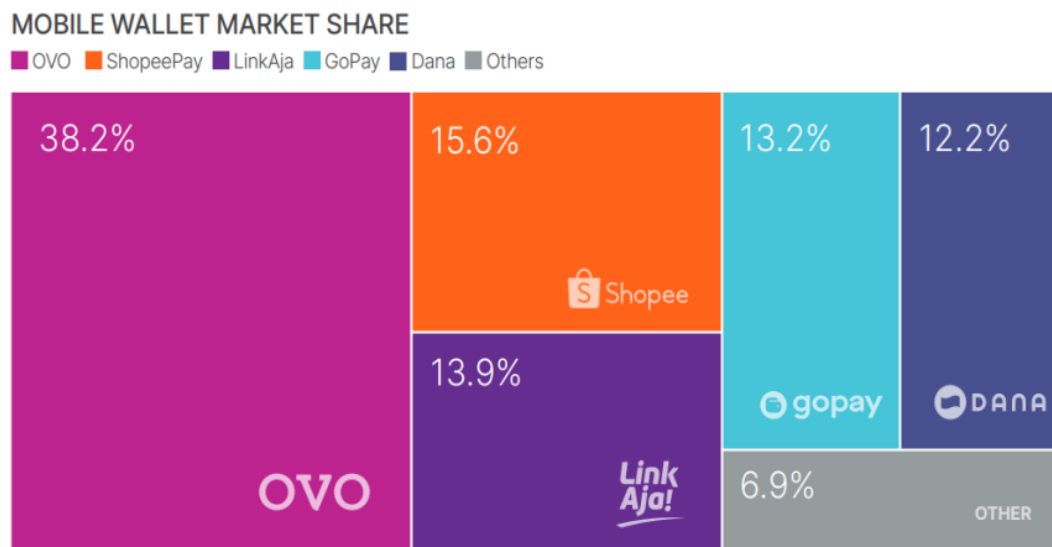 MOBILE WALLET MARKET SHARE
OVO ShopeePay LinkAja GoPay Dana Others
38.2%
OVO
15.6%
S Shopee
13.9%
Link
Aja!
13.2%
gopay
12.2%
DANA
6.9%
OTHER